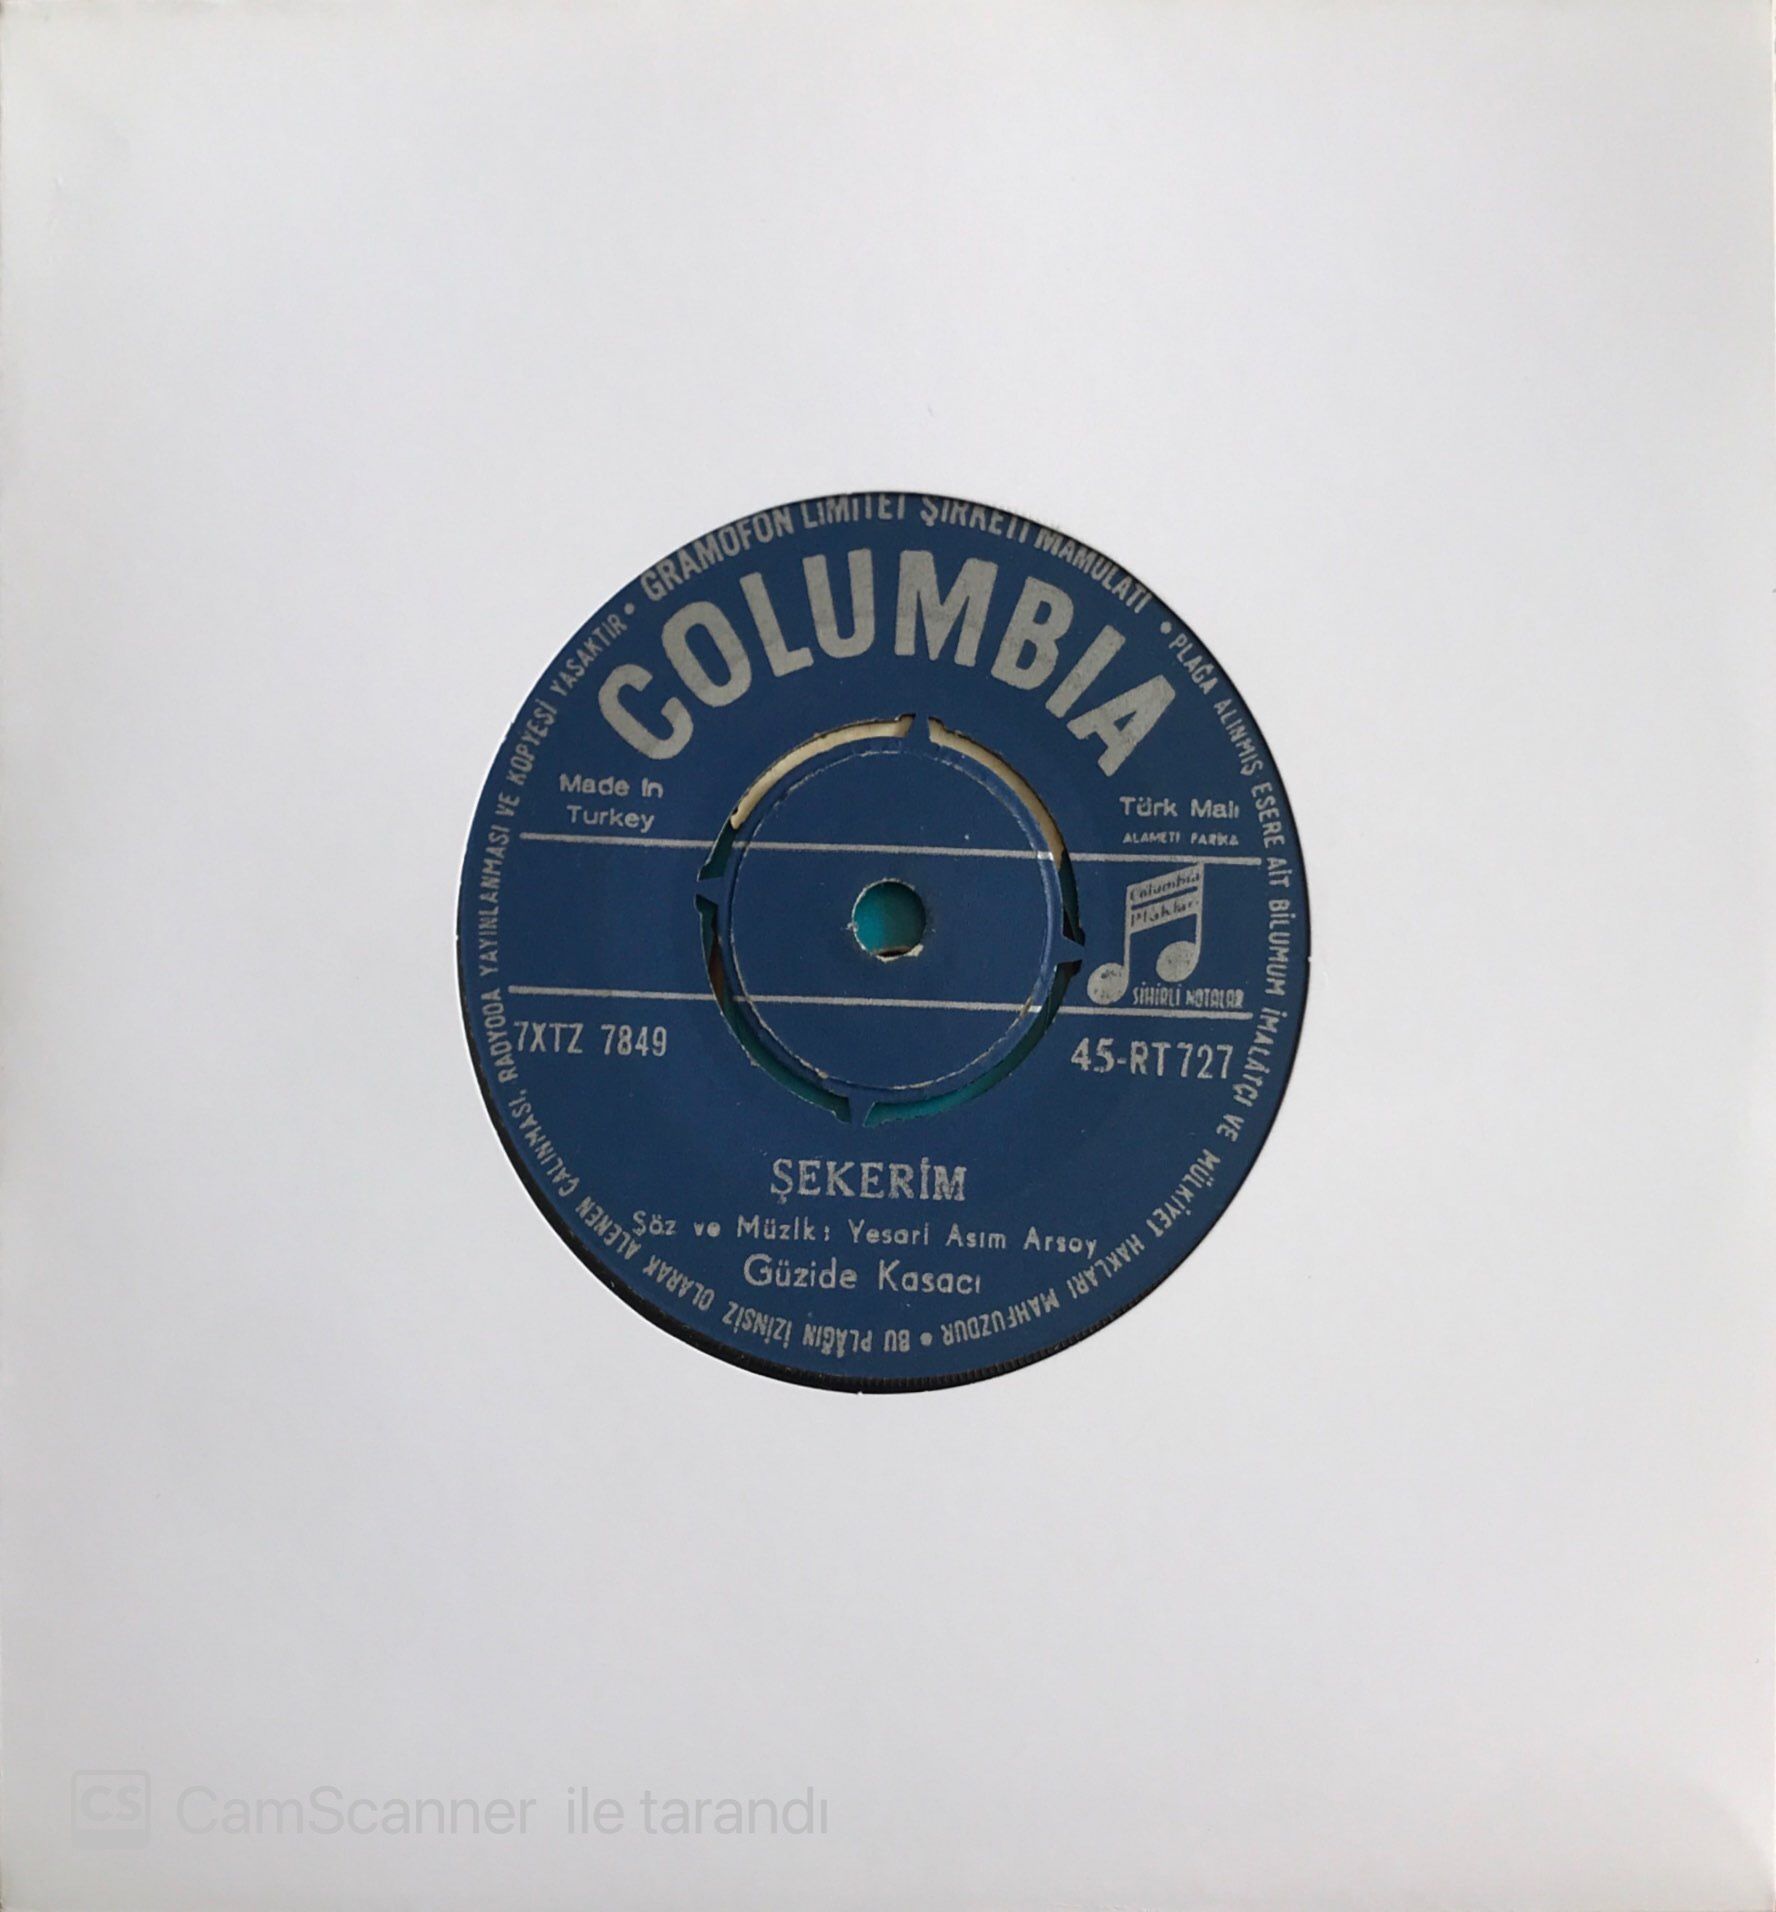 GRAMOFON LİMİTET ŞİRKETİ MAMULATI • PLAĞA ALINMIŞ ESERE AİT BİLUMUM İMALÂTÇI VE MÜLKİYET HAKLARI MAHFUZDUR • BU PLÂĞIN İZİNSİZ OLARAK ALENEN ÇALINMASI, RADYODA YAYINLANMASI VE KOPYESİ YASAKTIR •
COLUMBIA
Made in
Turkey
Türk Malı
ALAMETİ FARİKA
Columbia
Plâkları
SİHİRLİ NOTALAR
7XTZ 7849
45-RT 727
ŞEKERİM
Söz ve Müzik: Yesari Asım Arsoy
Güzide Kasacı
CS CamScanner ile tarandı